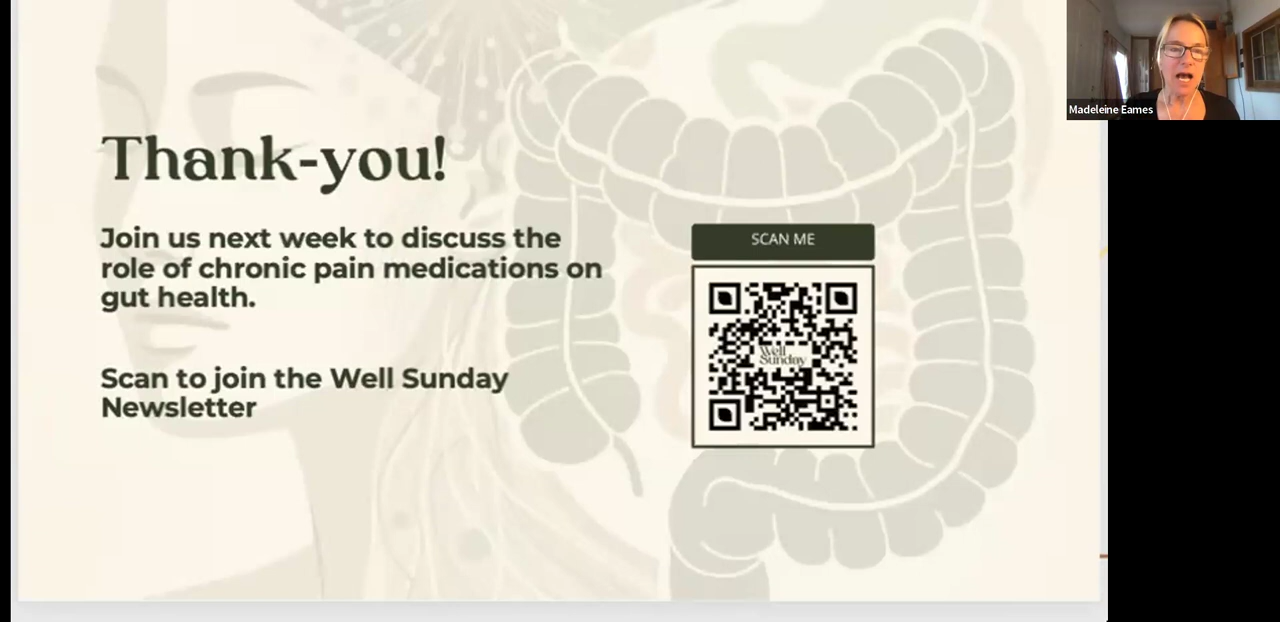 Madeleine Eames
Thank-you!
Join us next week to discuss the
role of chronic pain medications on
gut health.
SCAN ME
Well
Sunday
Scan to join the Well Sunday
Newsletter